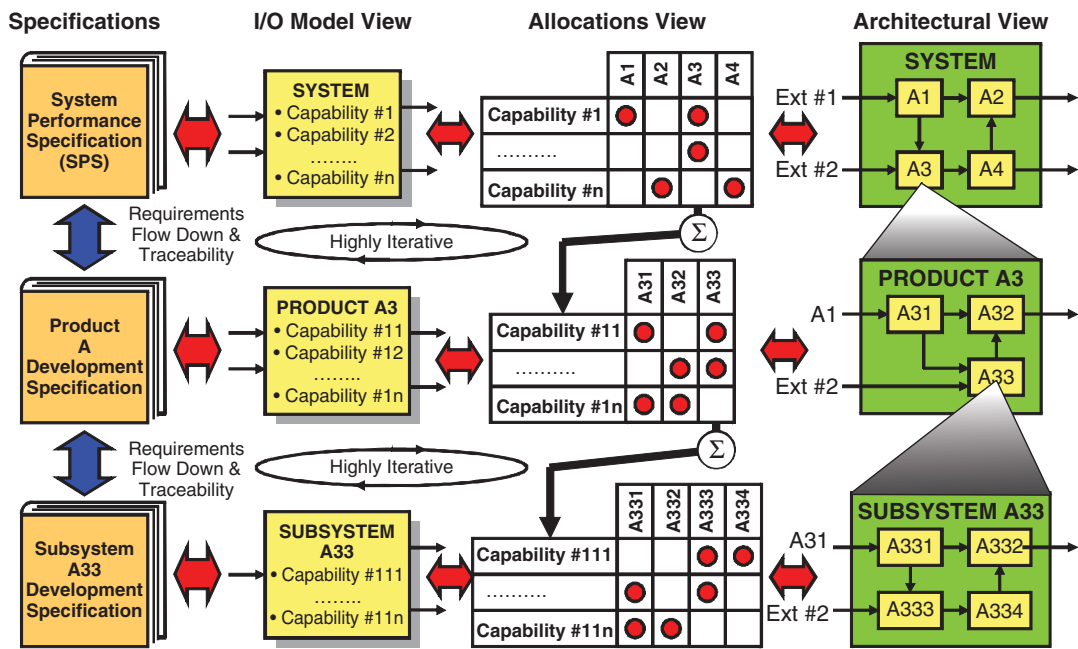 Specifications
I/O Model View
Allocations View
Architectural View
System
Performance
Specification
(SPS)
SYSTEM
• Capability #1
• Capability #2
........
• Capability #n
A1
A2
A3
A4
Capability #1
..........
Capability #n
Ext #1
Ext #2
SYSTEM
A1
A2
A3
A4
Requirements
Flow Down &
Traceability
Highly Iterative
Σ
Product
A
Development
Specification
PRODUCT A3
• Capability #11
• Capability #12
........
• Capability #1n
A31
A32
A33
Capability #11
..........
Capability #1n
A1
Ext #2
PRODUCT A3
A31
A32
A33
Requirements
Flow Down &
Traceability
Highly Iterative
Σ
Subsystem
A33
Development
Specification
SUBSYSTEM
A33
• Capability #111
........
• Capability #11n
A331
A332
A333
A334
Capability #111
..........
Capability #11n
A31
Ext #2
SUBSYSTEM A33
A331
A332
A333
A334